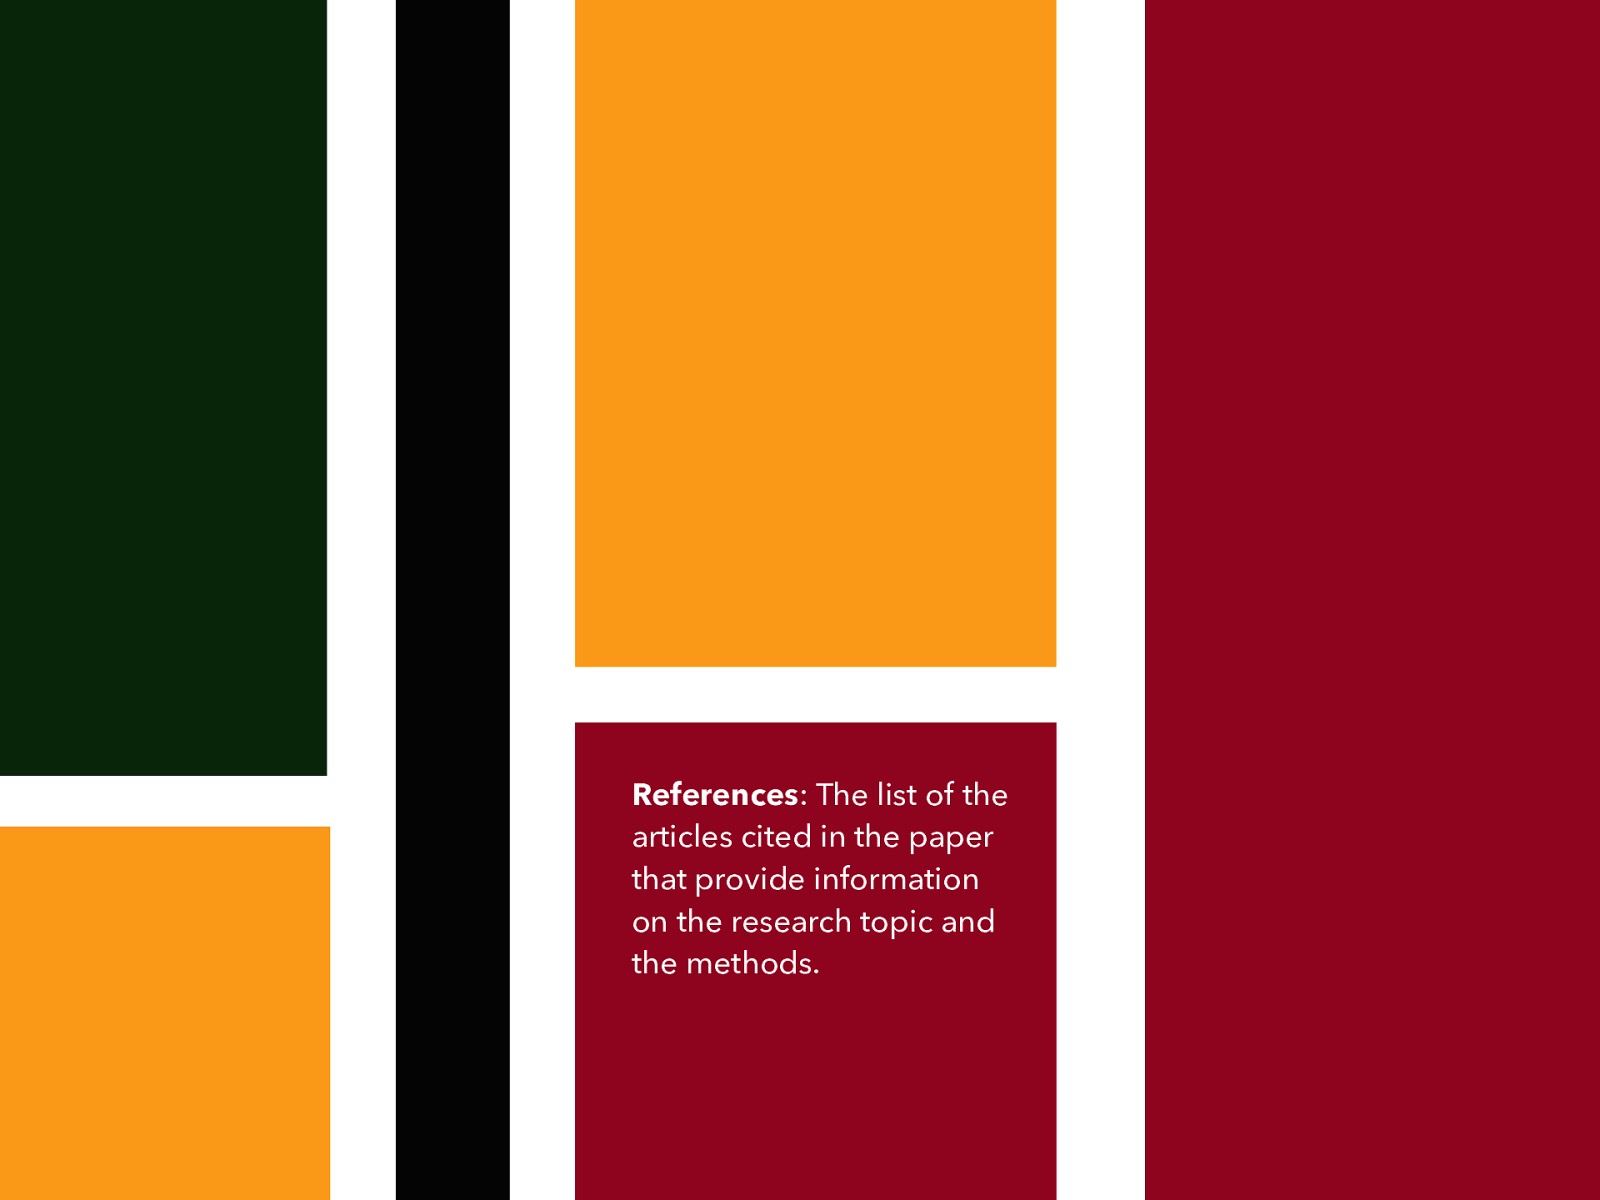 References: The list of the
articles cited in the paper
that provide information
on the research topic and
the methods.